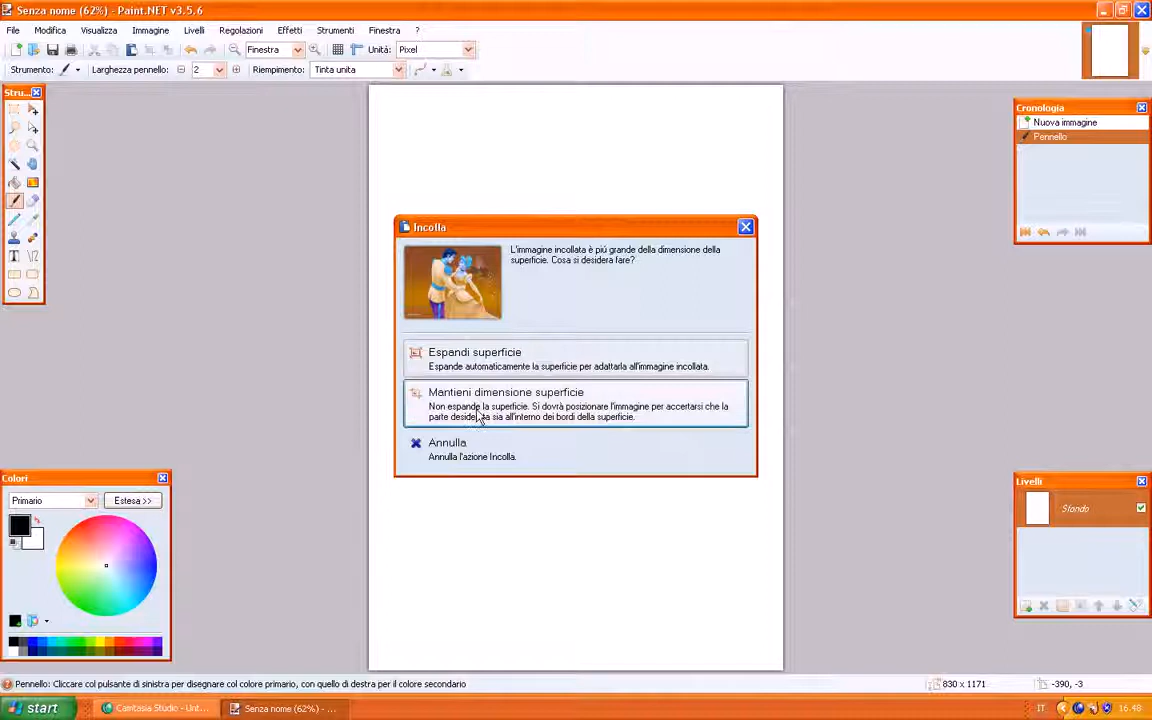 Senza nome (62%) - Paint.NET v3.5.6
File Modifica Visualizza Immagine Livelli Regolazioni Effetti Strumenti Finestra ?
Finestra Unità: Pixel
Strumento: Larghezza pennello: 2 Riempimento: Tinta unita
Stru...
Cronologia
Nuova immagine
Pennello
Incolla
L'immagine incollata è più grande della dimensione della
superficie. Cosa si desidera fare?
Espandi superficie
Espande automaticamente la superficie per adattarla all'immagine incollata.
Mantieni dimensione superficie
Non espande la superficie. Si dovrà posizionare l'immagine per accertarsi che la
parte desiderata sia all'interno dei bordi della superficie.
Annulla
Annulla l'azione Incolla.
Colori
Primario Estesa >>
Livelli
Sfondo
Pennello: Cliccare col pulsante di sinistra per disegnare col colore primario, con quello di destra per il colore secondario
830 x 1171 -390, -3
start Camtasia Studio - Unt... Senza nome (62%) - ... IT 16.48